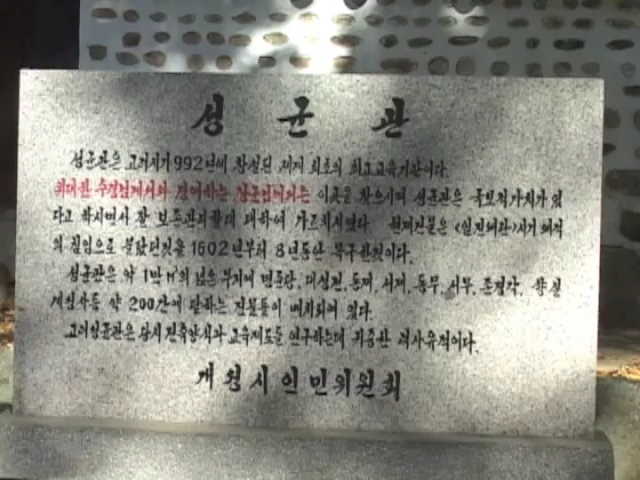 성균관
성균관은 고려시기 992년에 창설된 세계 최초의 최고교육기관이다.
위대한 수령님께서와 경애하는 장군님께서는 이곳을 찾으시여 성균관은 국보적가치가 있
다고 하시면서 잘 보존관리할데 대하여 가르치시였다. 현재건물은 《임진왜란》시기 왜적
의 침입으로 불탔던것을 1602년부터 8년동안 복구한것이다.
성균관은 약 1만㎡의 넓은 부지에 명륜당, 대성전, 동재, 서재, 동무, 서무, 존경각, 향실
계성사등 약 200칸에 달하는 건물들이 배치되여 있다.
고려성균관은 당시 건축양식과 교육제도를 연구하는데 귀중한 력사유적이다.
개성시인민위원회